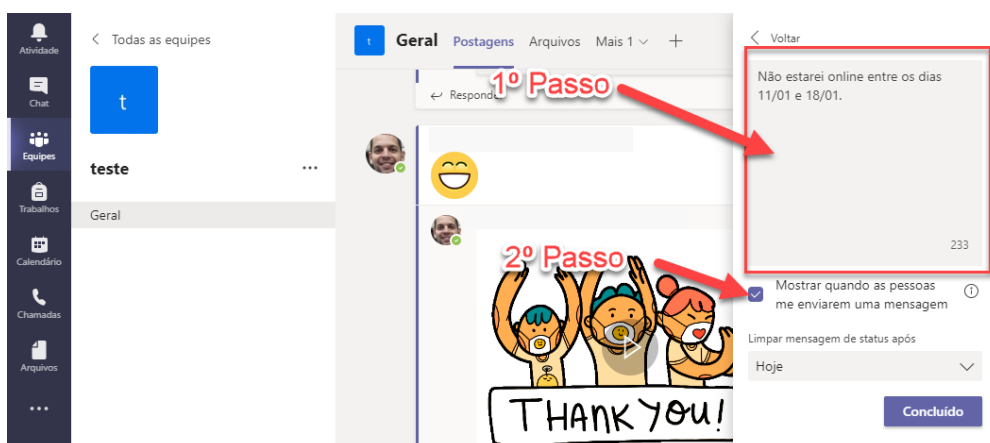 Atividade
Chat
Equipes
Trabalhos
Calendário
Chamadas
Arquivos
Todas as equipes
t
teste
Geral
t Geral Postagens Arquivos Mais 1
1º Passo
2º Passo
THANK YOU!
Voltar
Não estarei online entre os dias
11/01 e 18/01.
233
Mostrar quando as pessoas
me enviarem uma mensagem
Limpar mensagem de status após
Hoje
Concluído